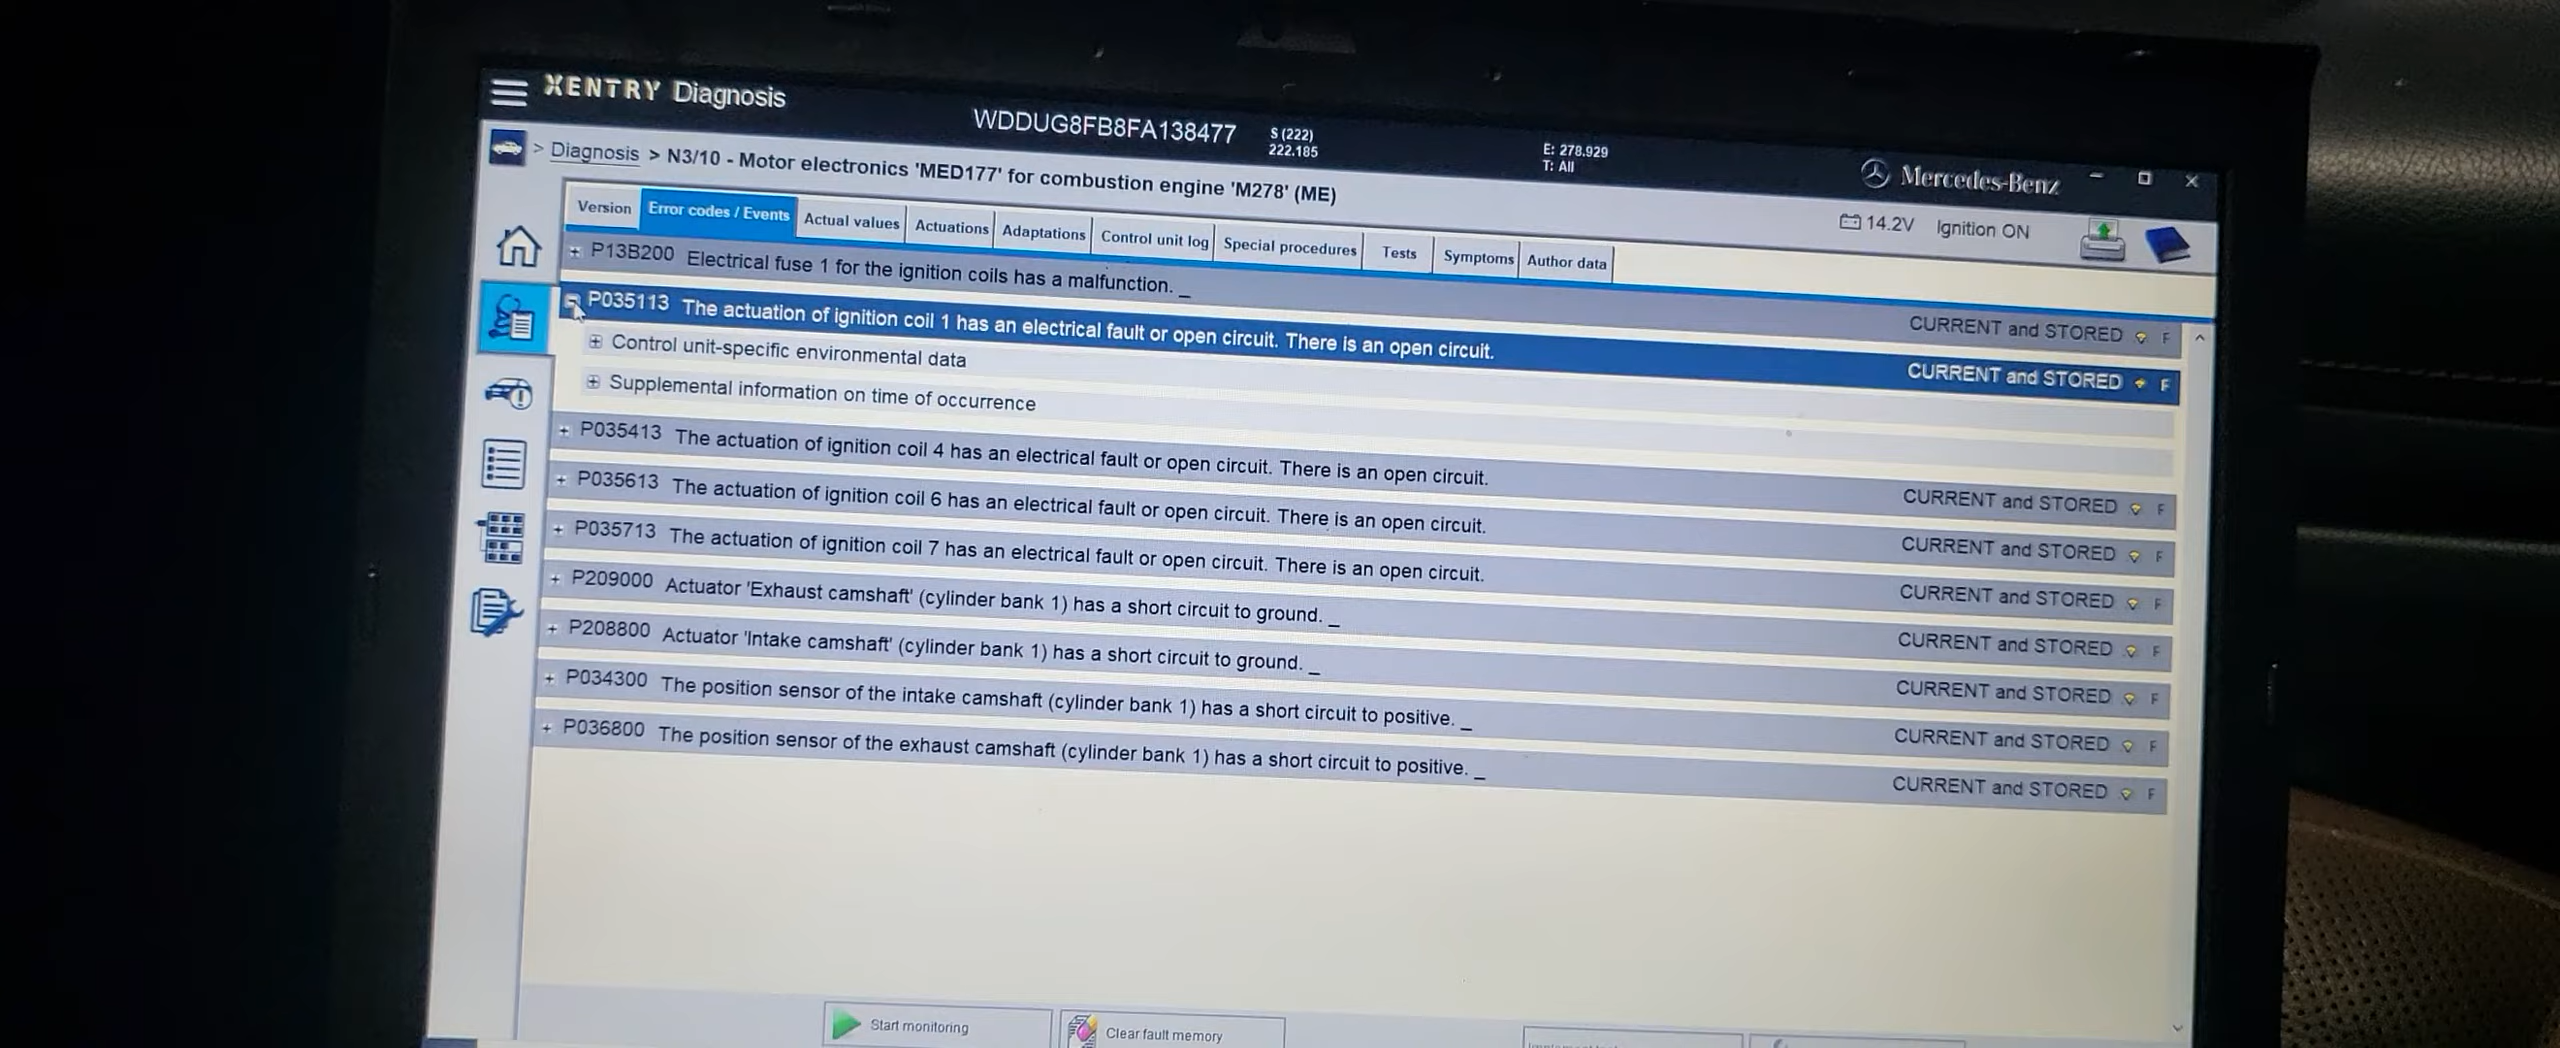 XENTRY Diagnosis
WDDUG8FB8FA138477
S (222)
222.185
E: 278.929
T: All
Mercedes-Benz
> Diagnosis > N3/10 - Motor electronics 'MED177' for combustion engine 'M278' (ME)
14.2V Ignition ON
Version Error codes / Events Actual values Actuations Adaptations Control unit log Special procedures Tests Symptoms Author data
+ P13B200 Electrical fuse 1 for the ignition coils has a malfunction. _ CURRENT and STORED F
P035113 The actuation of ignition coil 1 has an electrical fault or open circuit. There is an open circuit. CURRENT and STORED F
+ Control unit-specific environmental data
+ Supplemental information on time of occurrence
+ P035413 The actuation of ignition coil 4 has an electrical fault or open circuit. There is an open circuit. CURRENT and STORED F
+ P035613 The actuation of ignition coil 6 has an electrical fault or open circuit. There is an open circuit. CURRENT and STORED F
+ P035713 The actuation of ignition coil 7 has an electrical fault or open circuit. There is an open circuit. CURRENT and STORED F
+ P209000 Actuator 'Exhaust camshaft' (cylinder bank 1) has a short circuit to ground. _ CURRENT and STORED F
+ P208800 Actuator 'Intake camshaft' (cylinder bank 1) has a short circuit to ground. _ CURRENT and STORED F
+ P034300 The position sensor of the intake camshaft (cylinder bank 1) has a short circuit to positive. _ CURRENT and STORED F
+ P036800 The position sensor of the exhaust camshaft (cylinder bank 1) has a short circuit to positive. _ CURRENT and STORED F
Start monitoring
Clear fault memory